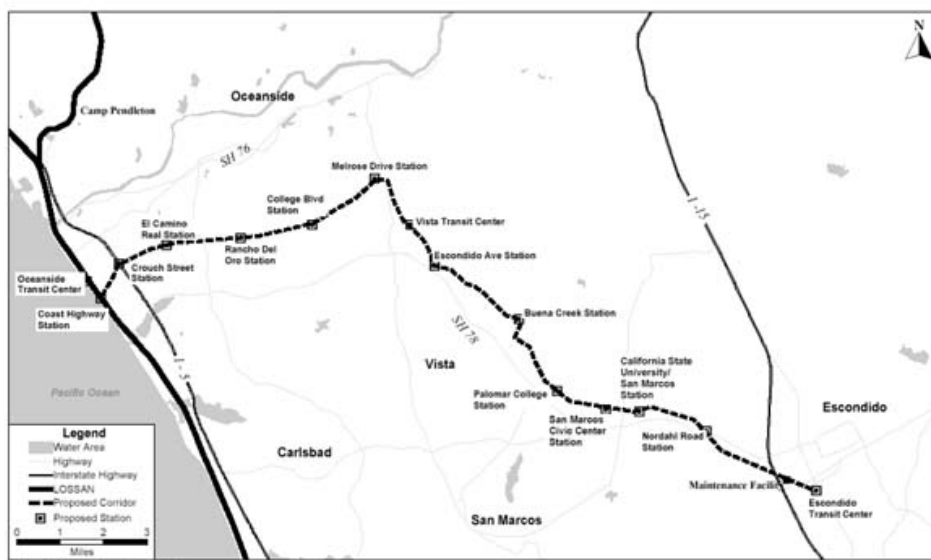 N
Camp Pendleton
Oceanside
SH 76
Melrose Drive Station
College Blvd
Station
El Camino
Real Station
Rancho Del
Oro Station
Vista Transit Center
Crouch Street
Station
Escondido Ave Station
Oceanside
Transit Center
Coast Highway
Station
I-15
Buena Creek Station
SH 78
I-5
Vista
California State
University/
San Marcos
Station
Pacific Ocean
Palomar College
Station
San Marcos
Civic Center
Station
Escondido
Nordahl Road
Station
Carlsbad
Maintenance
Escondido
Transit Center
San Marcos
Legend
Water Area
Highway
Interstate Highway
LOSSAN
Proposed Corridor
Proposed Station
0 1 2 3
Miles